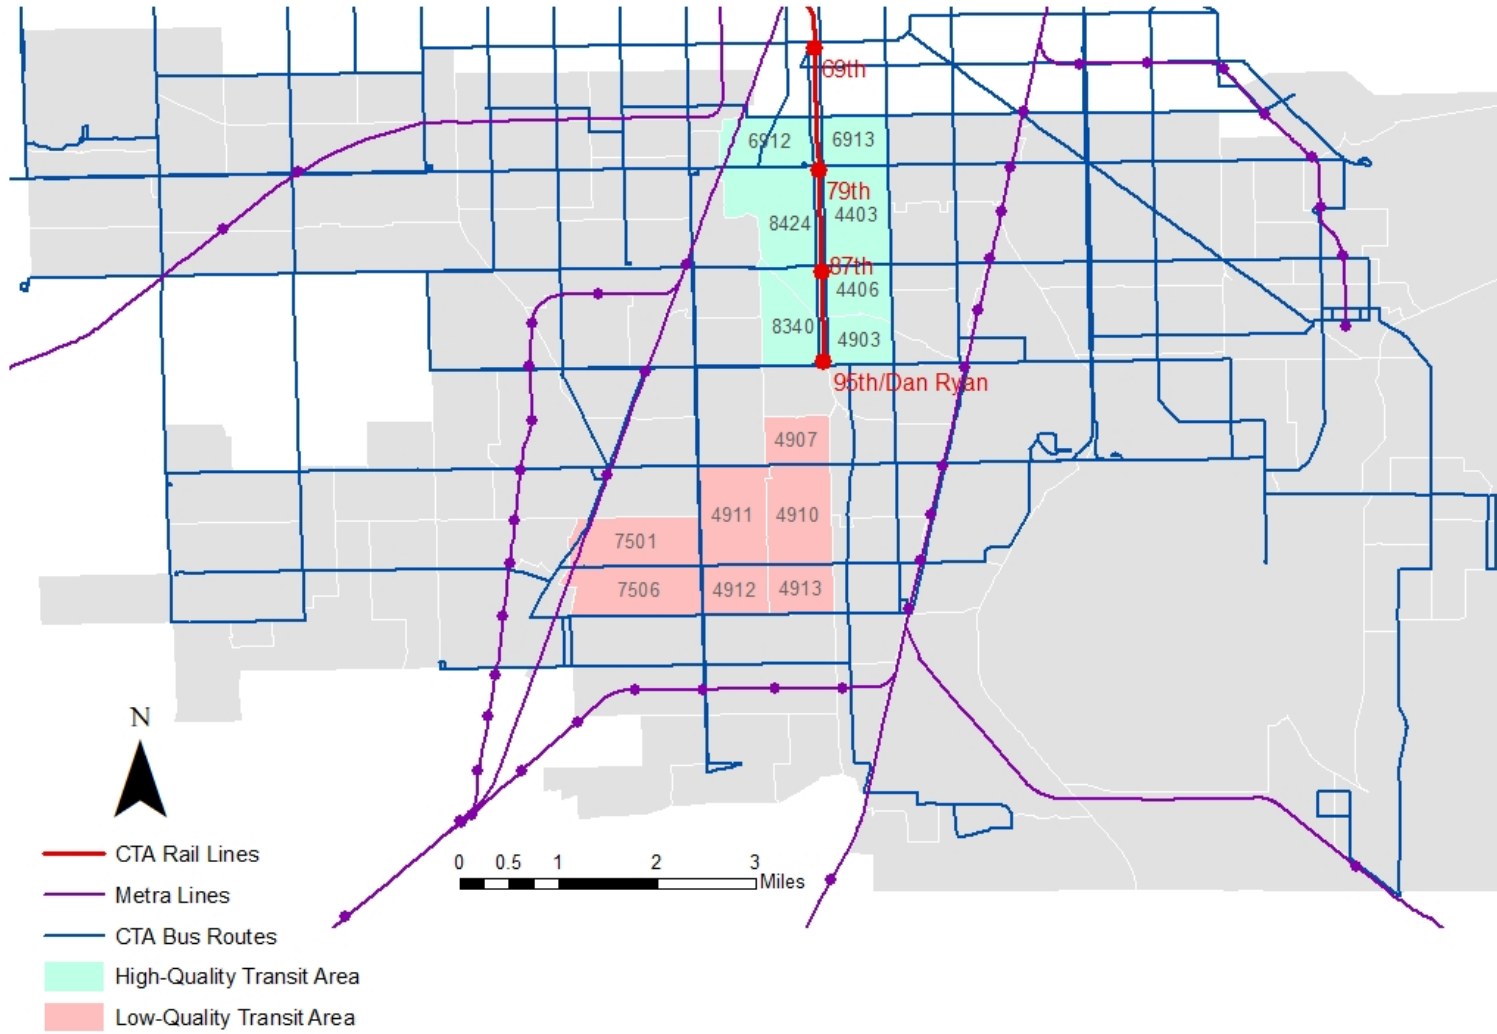 69th
6912
6913
79th
4403
8424
87th
4406
8340
4903
95th/Dan Ryan
4907
4911
4910
7501
7506
4912
4913
N
CTA Rail Lines
0 0.5 1 2 3
Miles
Metra Lines
CTA Bus Routes
High-Quality Transit Area
Low-Quality Transit Area